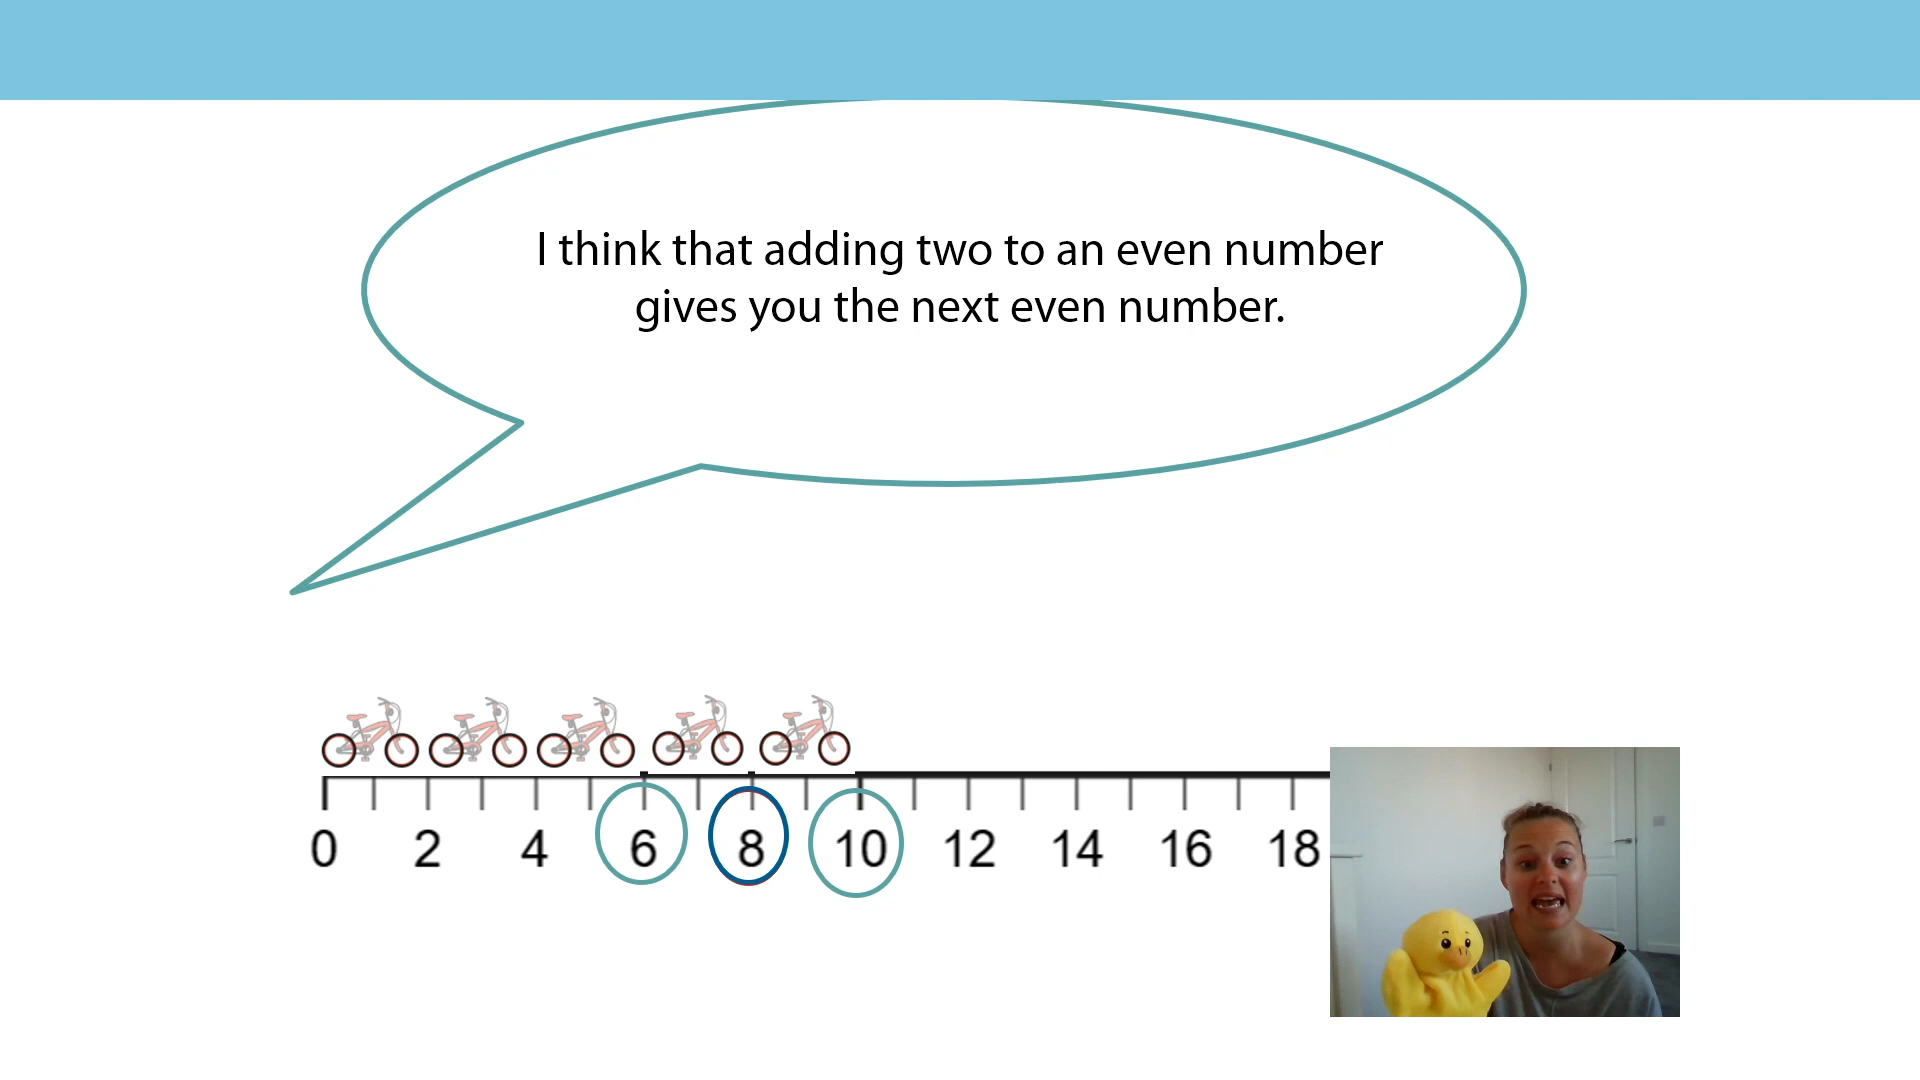 I think that adding two to an even number
gives you the next even number.
0 2 4 6 8 10 12 14 16 18